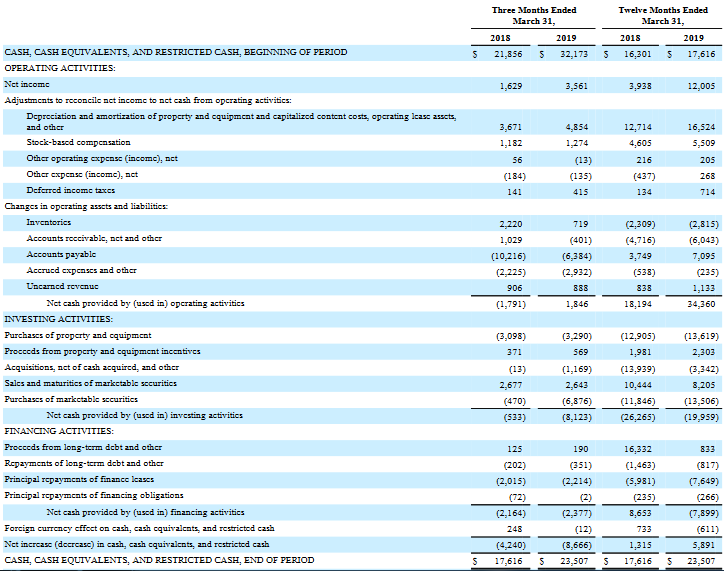 Three Months Ended Twelve Months Ended
March 31, March 31,
2018 2019 2018 2019
CASH, CASH EQUIVALENTS, AND RESTRICTED CASH, BEGINNING OF PERIOD $ 21,856 $ 32,173 $ 16,301 $ 17,616
OPERATING ACTIVITIES:
Net income 1,629 3,561 3,938 12,005
Adjustments to reconcile net income to net cash from operating activities:
Depreciation and amortization of property and equipment and capitalized content costs, operating lease assets,
and other 3,671 4,854 12,714 16,524
Stock-based compensation 1,182 1,274 4,605 5,509
Other operating expense (income), net 56 (13) 216 205
Other expense (income), net (184) (135) (437) 268
Deferred income taxes 141 415 134 714
Changes in operating assets and liabilities:
Inventories 2,220 719 (2,309) (2,815)
Accounts receivable, net and other 1,029 (401) (4,716) (6,043)
Accounts payable (10,216) (6,384) 3,749 7,095
Accrued expenses and other (2,225) (2,932) (538) (235)
Unearned revenue 906 888 838 1,133
Net cash provided by (used in) operating activities (1,791) 1,846 18,194 34,360
INVESTING ACTIVITIES:
Purchases of property and equipment (3,098) (3,290) (12,905) (13,619)
Proceeds from property and equipment incentives 371 569 1,981 2,303
Acquisitions, net of cash acquired, and other (13) (1,169) (13,939) (3,342)
Sales and maturities of marketable securities 2,677 2,643 10,444 8,205
Purchases of marketable securities (470) (6,876) (11,846) (13,506)
Net cash provided by (used in) investing activities (533) (8,123) (26,265) (19,959)
FINANCING ACTIVITIES:
Proceeds from long-term debt and other 125 190 16,332 833
Repayments of long-term debt and other (202) (351) (1,463) (817)
Principal repayments of finance leases (2,015) (2,214) (5,981) (7,649)
Principal repayments of financing obligations (72) (2) (235) (266)
Net cash provided by (used in) financing activities (2,164) (2,377) 8,653 (7,899)
Foreign currency effect on cash, cash equivalents, and restricted cash 248 (12) 733 (611)
Net increase (decrease) in cash, cash equivalents, and restricted cash (4,240) (8,666) 1,315 5,891
CASH, CASH EQUIVALENTS, AND RESTRICTED CASH, END OF PERIOD $ 17,616 $ 23,507 $ 17,616 $ 23,507